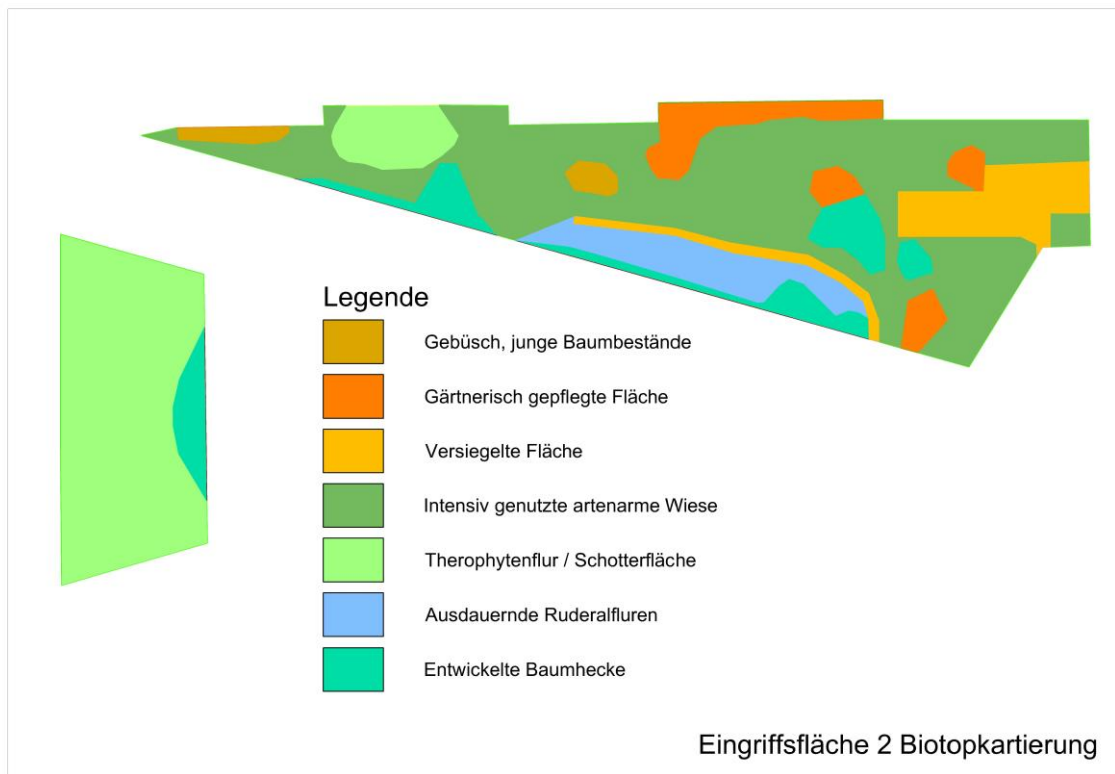 Legende
Gebüsch, junge Baumbestände
Gärtnerisch gepflegte Fläche
Versiegelte Fläche
Intensiv genutzte artenarme Wiese
Therophytenflur / Schotterfläche
Ausdauernde Ruderalfluren
Entwickelte Baumhecke
Eingriffsfläche 2 Biotopkartierung